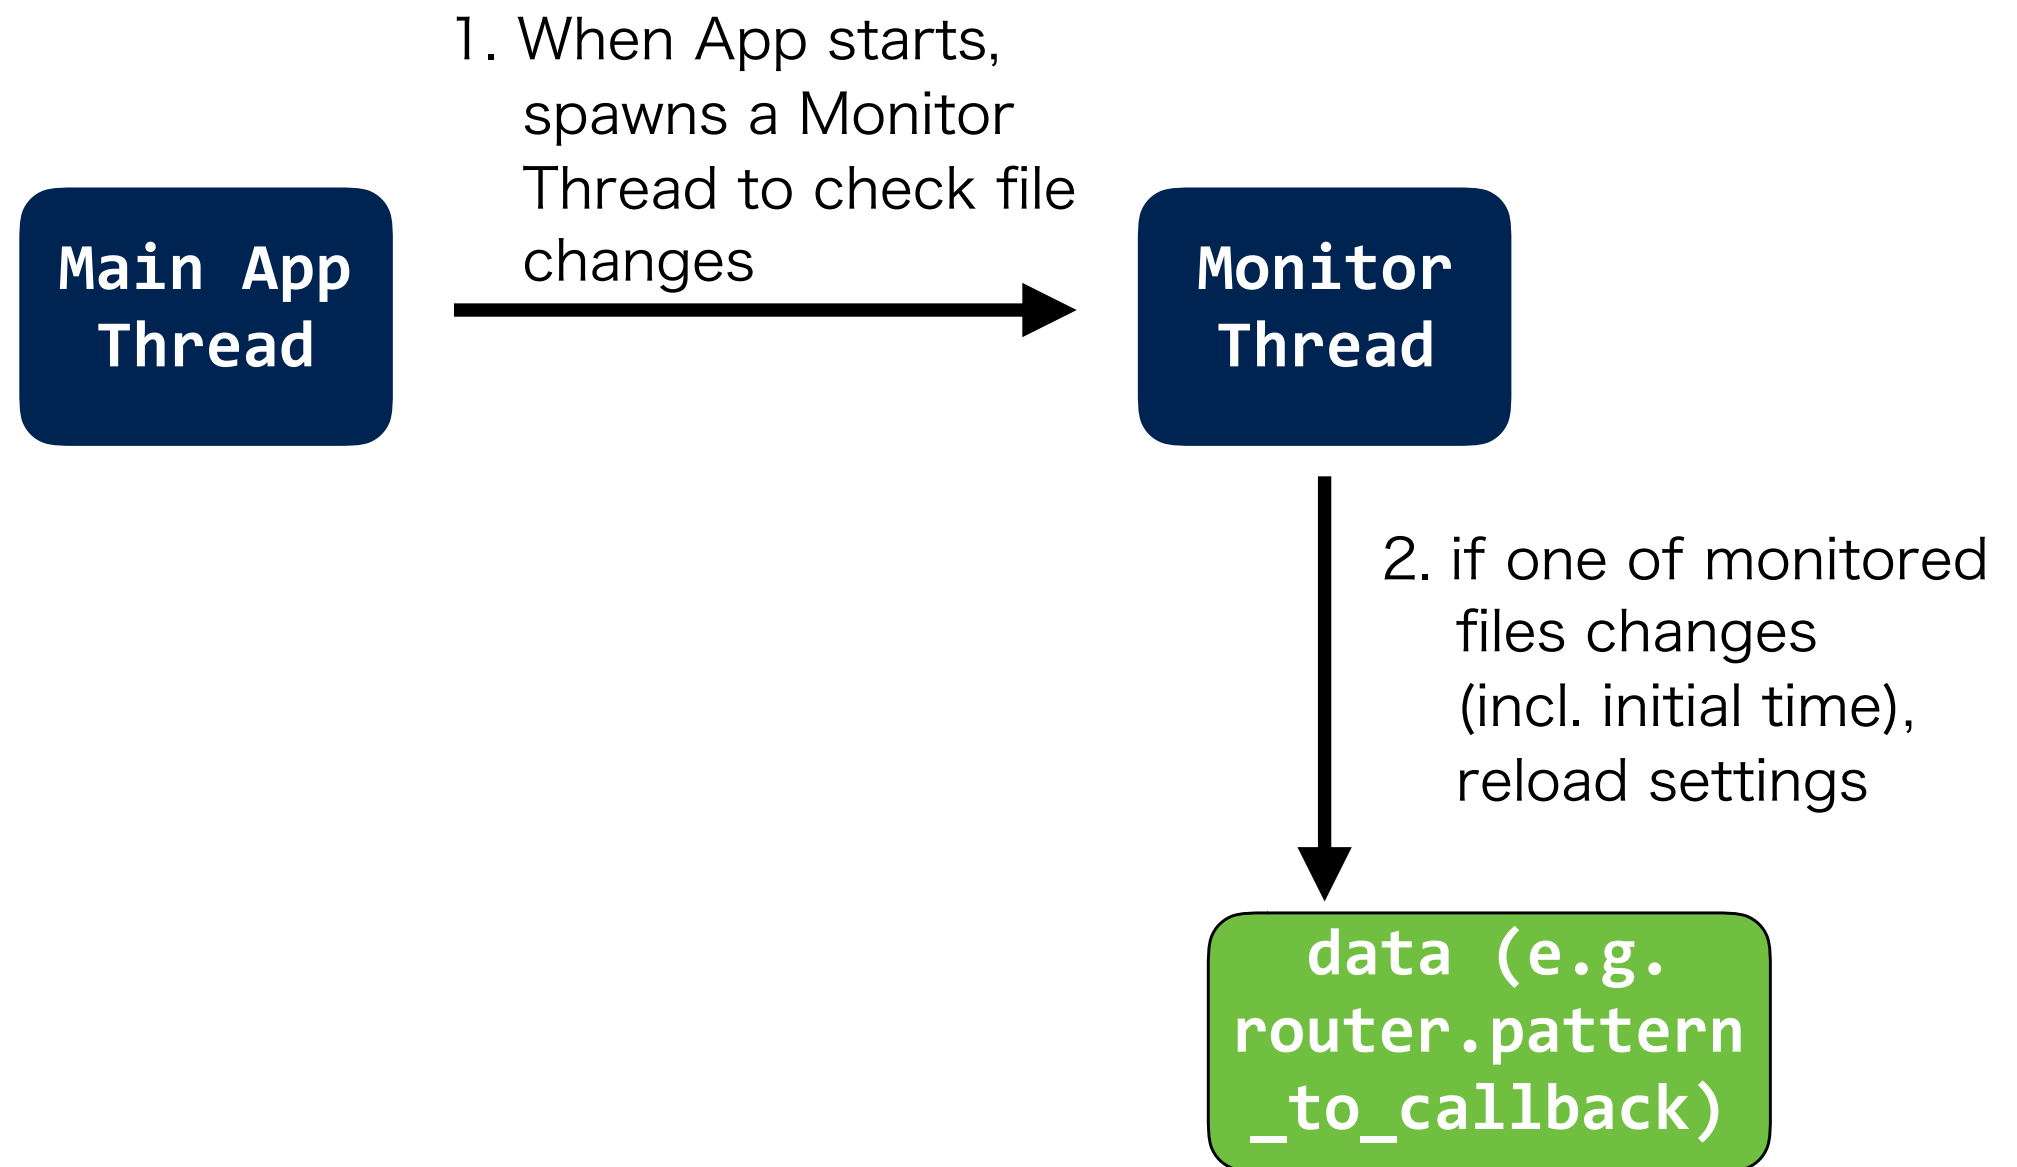 1. When App starts,
spawns a Monitor
Thread to check file
changes
Main App
Thread
Monitor
Thread
2. if one of monitored
files changes
(incl. initial time),
reload settings
data (e.g.
router.pattern
_to_callback)